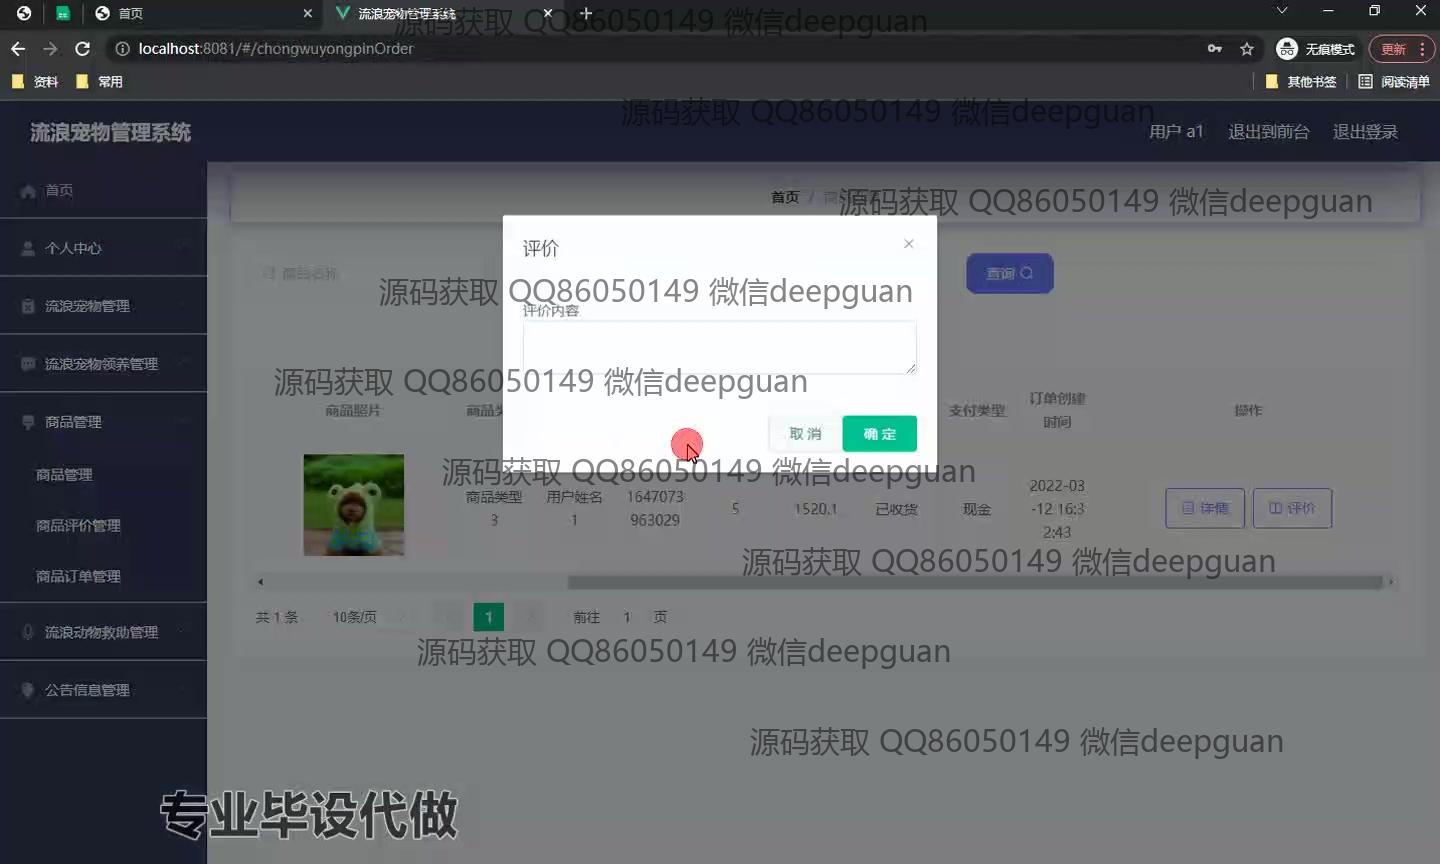 首页
流浪宠物管理系统
源码获取 QQ86050149 微信deepguan
localhost:8081/#/chongwuyongpinOrder
无痕模式
更新
资料
常用
其他书签
阅读清单
源码获取 QQ86050149 微信deepguan
流浪宠物管理系统
用户 a1
退出到前台
退出登录
首页
首页 /
源码获取 QQ86050149 微信deepguan
个人中心
评价
商品名称
查询
源码获取 QQ86050149 微信deepguan
流浪宠物管理
评价内容
流浪宠物领养管理
源码获取 QQ86050149 微信deepguan
商品照片
支付类型
订单创建
时间
操作
商品管理
取消
确定
源码获取 QQ86050149 微信deepguan
商品管理
商品类型
3
用户姓名
1
1647073
963029
5
1520.1
已收货
现金
2022-03
-12 16:3
2:43
详情
评价
商品评价管理
源码获取 QQ86050149 微信deepguan
商品订单管理
共 1 条
10条/页
1
前往
1
页
流浪动物救助管理
源码获取 QQ86050149 微信deepguan
公告信息管理
源码获取 QQ86050149 微信deepguan
专业毕设代做